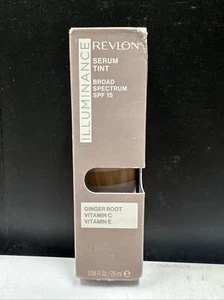 ILLUMINANCE
REVLON
SERUM
TINT
BROAD
SPECTRUM
SPF 15
GINGER ROOT
VITAMIN C
VITAMIN E